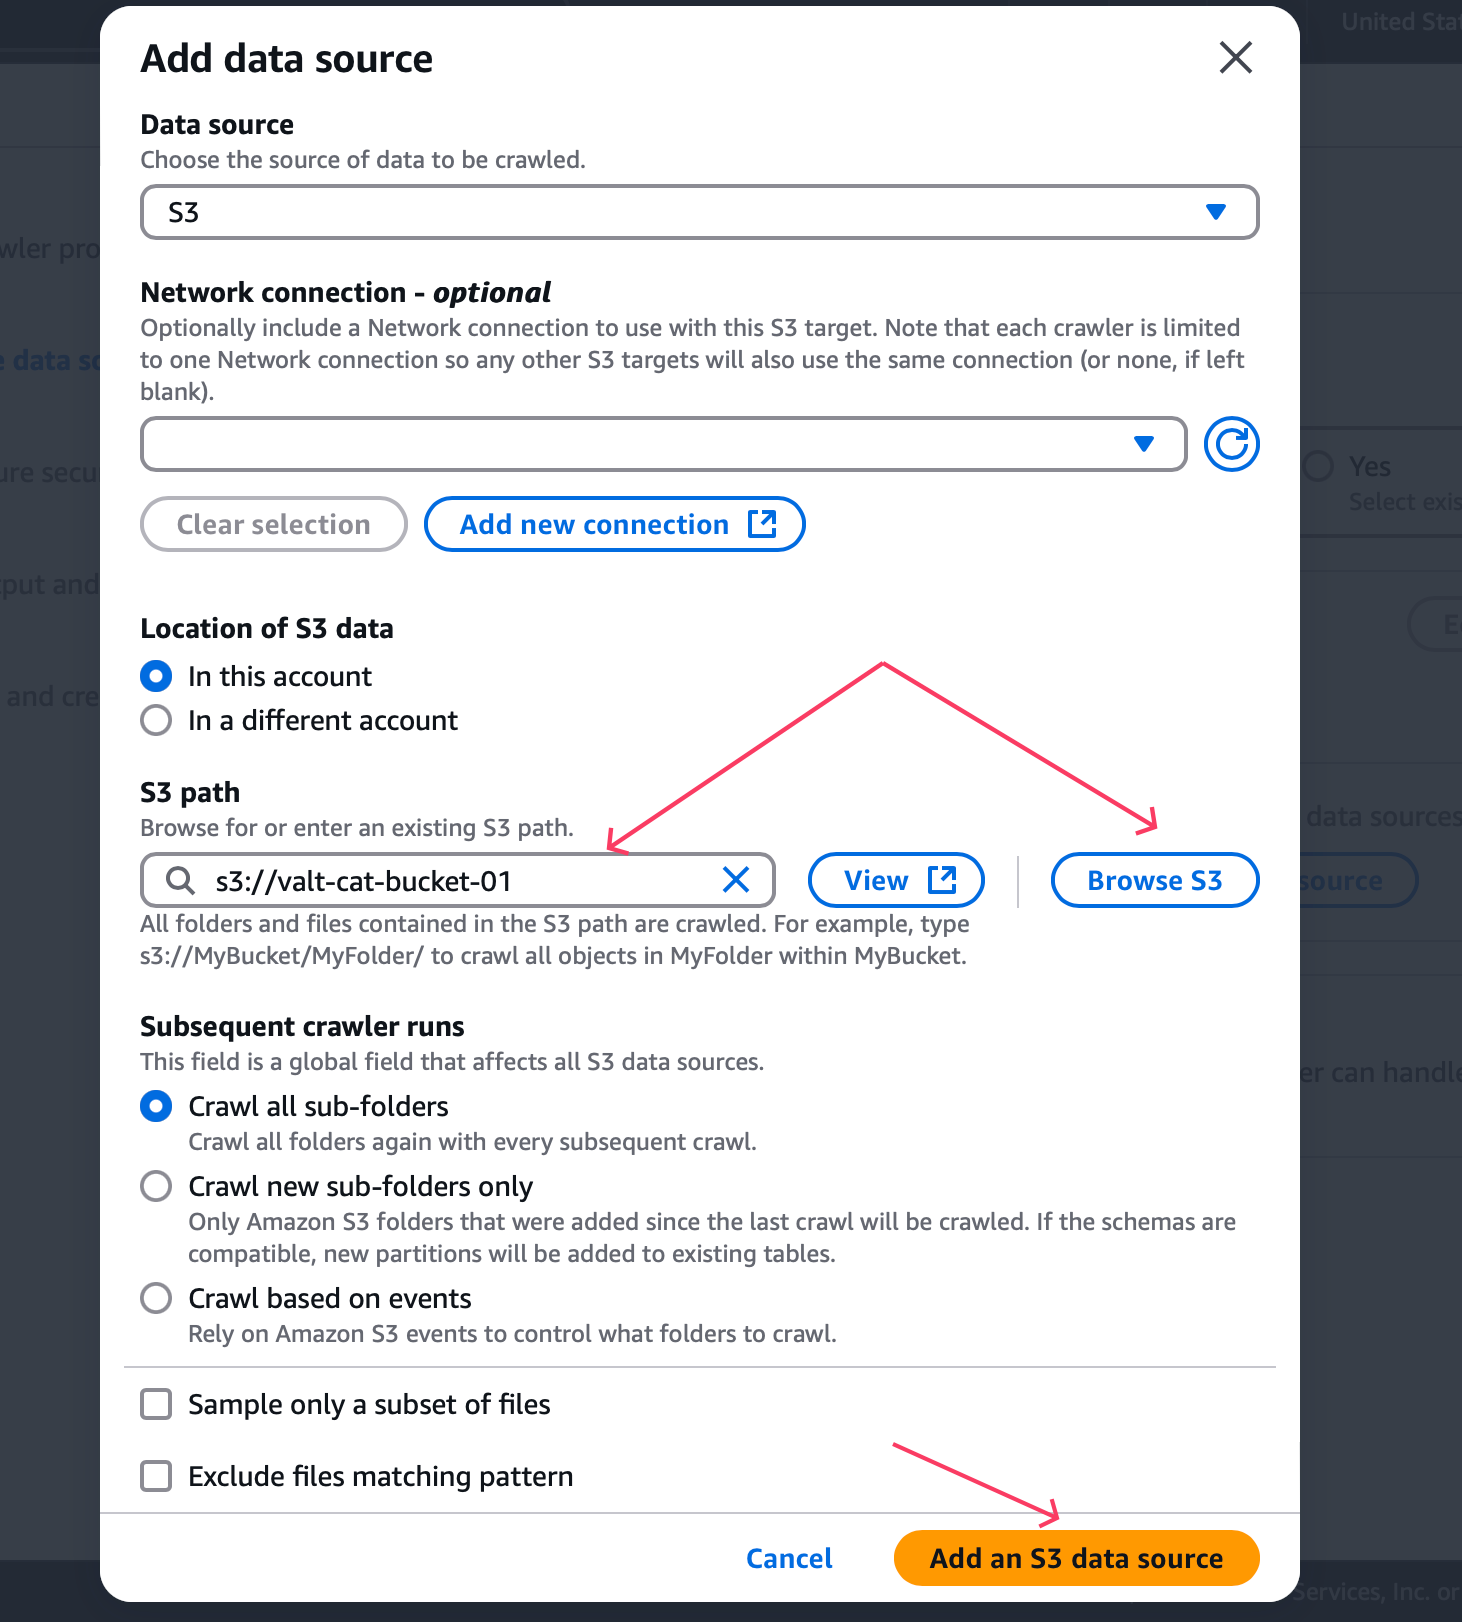 United Stat
Add data source
Data source
Choose the source of data to be crawled.
S3
wler pro
Network connection - optional
Optionally include a Network connection to use with this S3 target. Note that each crawler is limited
to one Network connection so any other S3 targets will also use the same connection (or none, if left
blank).
e data so
ure secu
Yes
Select exis
Clear selection
Add new connection
put and
E
Location of S3 data
In this account
and cre
In a different account
S3 path
Browse for or enter an existing S3 path.
data sources
s3://valt-cat-bucket-01
View
Browse S3
source
All folders and files contained in the S3 path are crawled. For example, type
s3://MyBucket/MyFolder/ to crawl all objects in MyFolder within MyBucket.
Subsequent crawler runs
This field is a global field that affects all S3 data sources.
er can handle
Crawl all sub-folders
Crawl all folders again with every subsequent crawl.
Crawl new sub-folders only
Only Amazon S3 folders that were added since the last crawl will be crawled. If the schemas are
compatible, new partitions will be added to existing tables.
Crawl based on events
Rely on Amazon S3 events to control what folders to crawl.
Sample only a subset of files
Exclude files matching pattern
Cancel
Add an S3 data source
Services, Inc. or